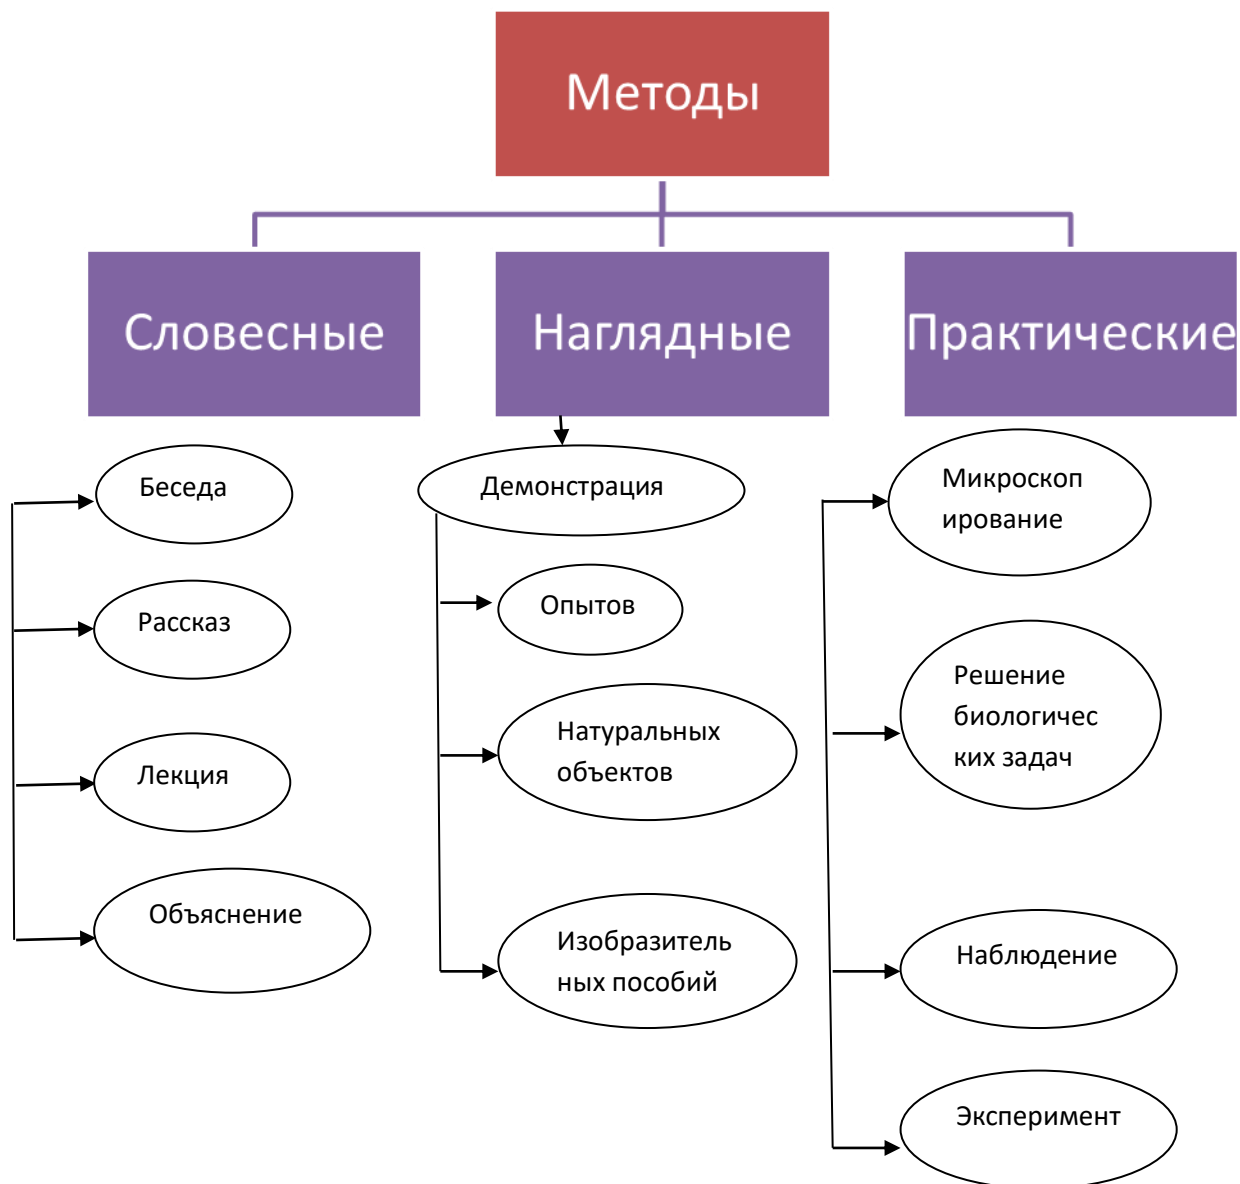 Методы
Словесные
Наглядные
Практические
Беседа
Рассказ
Лекция
Объяснение
Демонстрация
Опытов
Натуральных
объектов
Изобразитель
ных пособий
Микроскоп
ирование
Решение
биологичес
ких задач
Наблюдение
Эксперимент